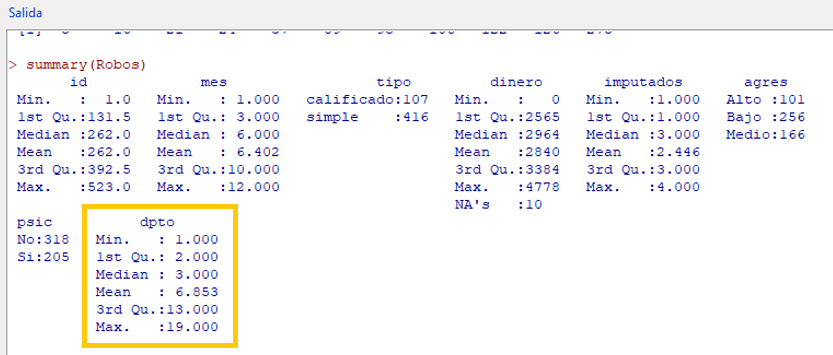 Salida
> summary(Robos)
id mes tipo dinero imputados agres
Min. : 1.0 Min. : 1.000 calificado:107 Min. : 0 Min. :1.000 Alto :101
1st Qu.:131.5 1st Qu.: 3.000 simple :416 1st Qu.:2565 1st Qu.:1.000 Bajo :256
Median :262.0 Median : 6.000 Median :2964 Median :3.000 Medio:166
Mean :262.0 Mean : 6.402 Mean :2840 Mean :2.446
3rd Qu.:392.5 3rd Qu.:10.000 3rd Qu.:3384 3rd Qu.:3.000
Max. :523.0 Max. :12.000 Max. :4778 Max. :4.000
NA's :10
psic dpto
No:318 Min. : 1.000
Si:205 1st Qu.: 2.000
Median : 3.000
Mean : 6.853
3rd Qu.:13.000
Max. :19.000